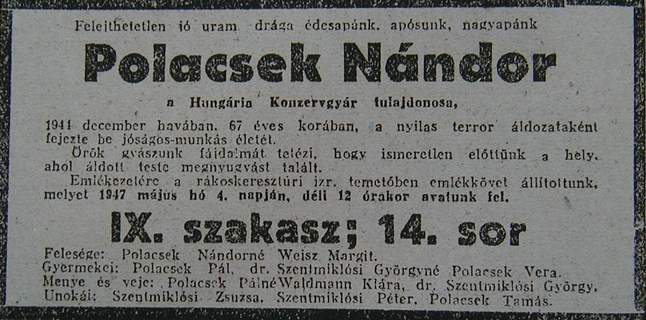 Felejthetetlen jó uram, drága édesapánk, apósunk, nagyapánk
Polacsek Nándor
a Hungária Konzervgyár tulajdonosa,
1944 december havában, 67 éves korában, a nyilas terror áldozataként
fejezte be jóságos-munkás életét.
Örök gyászunk fájdalmát tetézi, hogy ismeretlen előttünk a hely,
ahol áldott teste megnyugvást talált.
Emlékezetére a rákoskeresztúri izr. temetőben emlékkövet állítottunk,
melyet 1947 május hó 4. napján, déli 12 órakor avatunk fel.
IX. szakasz; 14. sor
Felesége: Polacsek Nándorné Weisz Margit.
Gyermekei: Polacsek Pál, dr. Szentmiklósi Györgyné Polacsek Vera.
Menye és veje: Polacsek Pálné Waldmann Klára, dr. Szentmiklósi György.
Unokái: Szentmiklósi Zsuzsa, Szentmiklósi Péter, Polacsek Tamás.